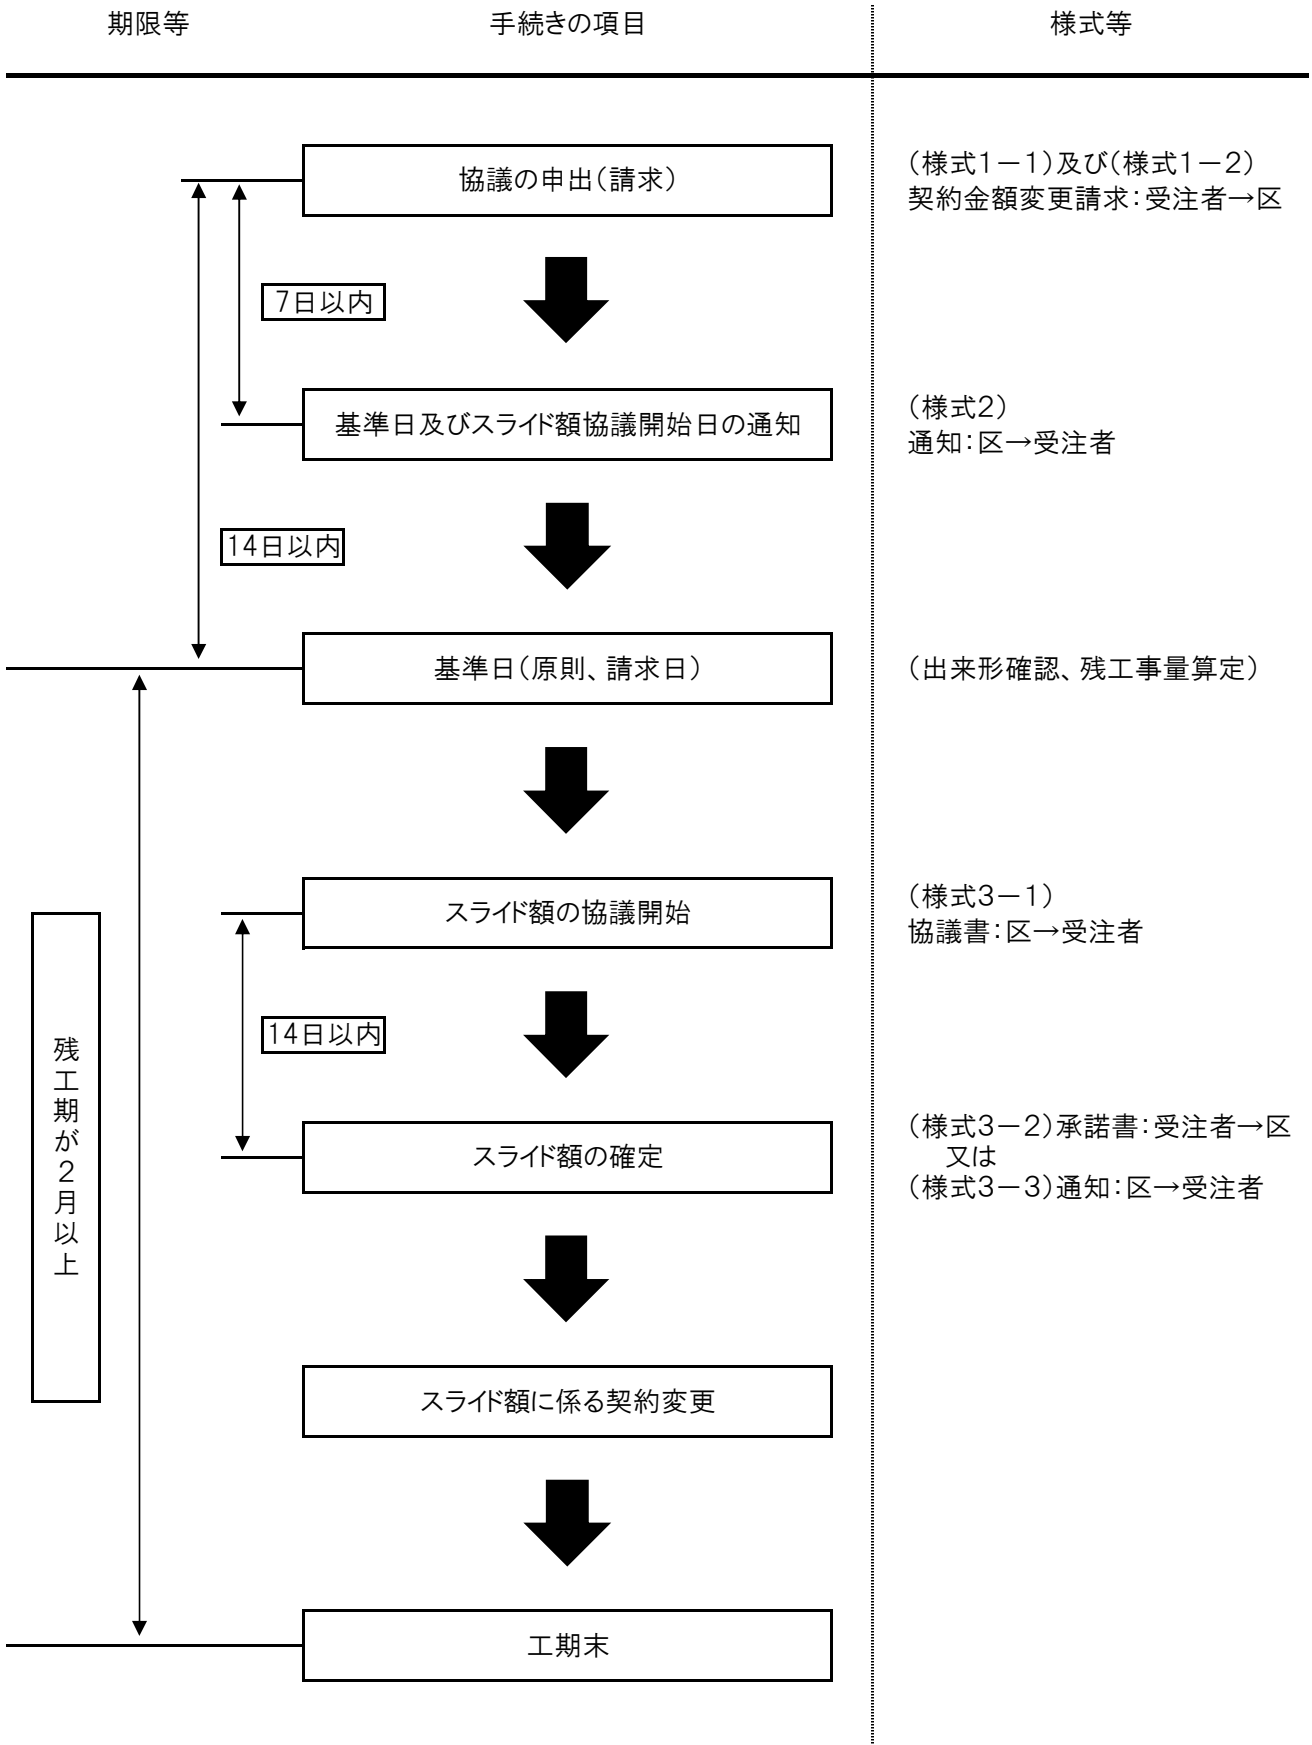 期限等
手続きの項目
様式等
協議の申出（請求）
（様式１－１）及び（様式１－２）
契約金額変更請求：受注者→区
７日以内
基準日及びスライド額協議開始日の通知
（様式２）
通知：区→受注者
14日以内
基準日（原則、請求日）
（出来形確認、残工事量算定）
スライド額の協議開始
（様式３－１）
協議書：区→受注者
14日以内
残工期が２月以上
スライド額の確定
（様式３－２）承諾書：受注者→区
又は
（様式３－３）通知：区→受注者
スライド額に係る契約変更
工期末